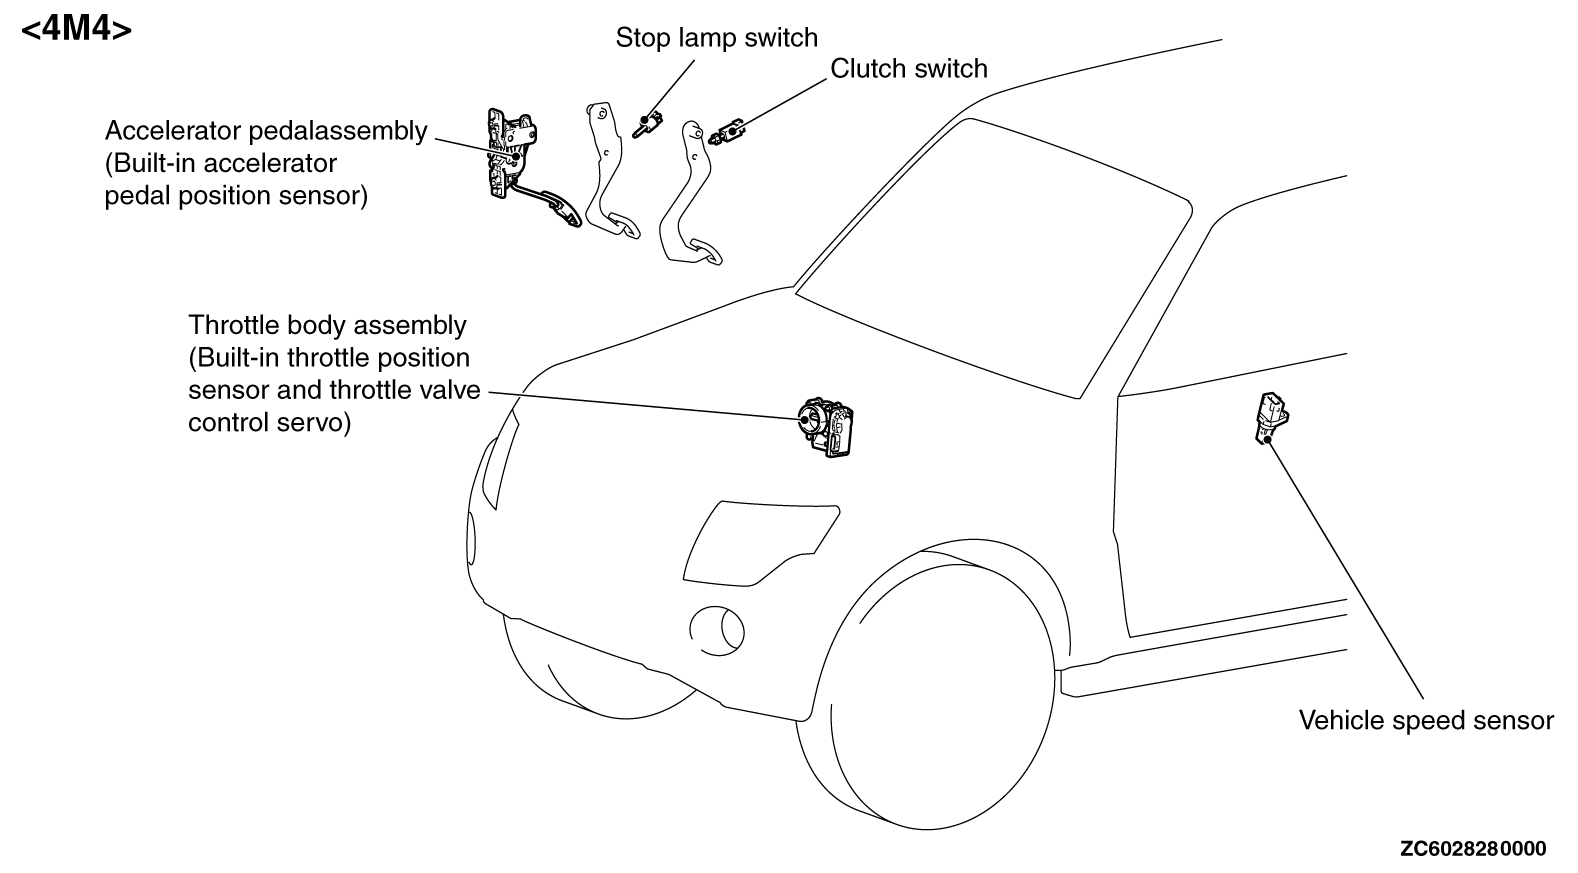 <4M4>
Stop lamp switch
Clutch switch
Accelerator pedalassembly
(Built-in accelerator
pedal position sensor)
Throttle body assembly
(Built-in throttle position
sensor and throttle valve
control servo)
Vehicle speed sensor
ZC6028280000